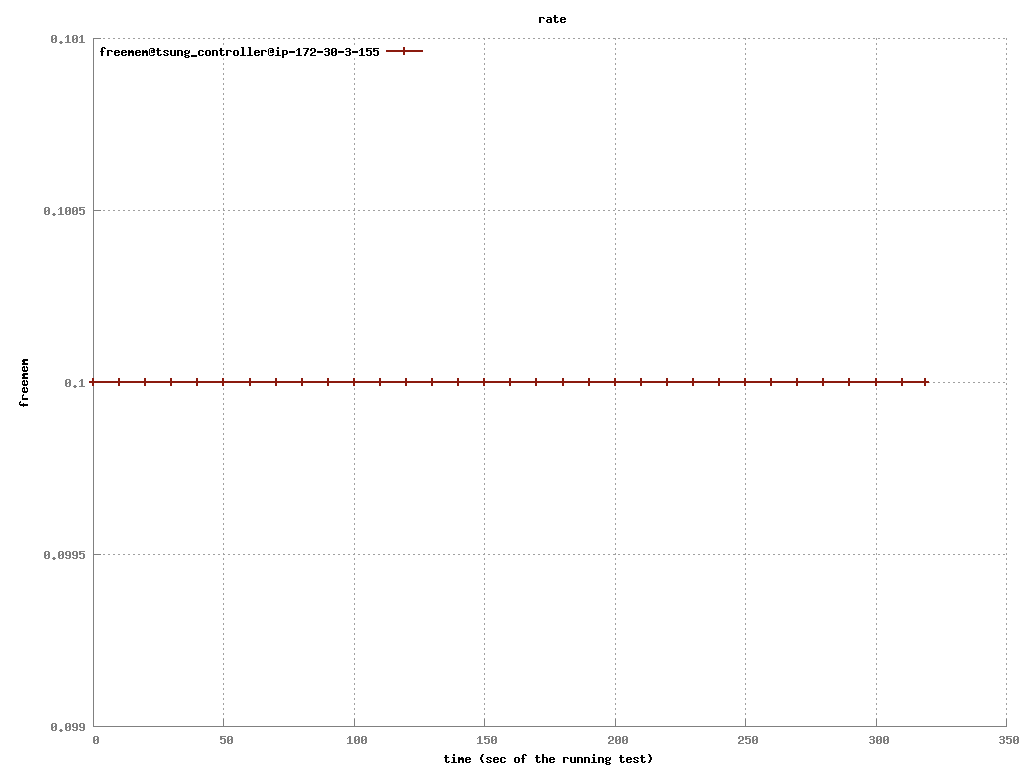 rate
0.101
freemem@tsung_controller@ip-172-30-3-155
0.1005
0.1
0.0995
0.099
freemem
0 50 100 150 200 250 300 350
time (sec of the running test)